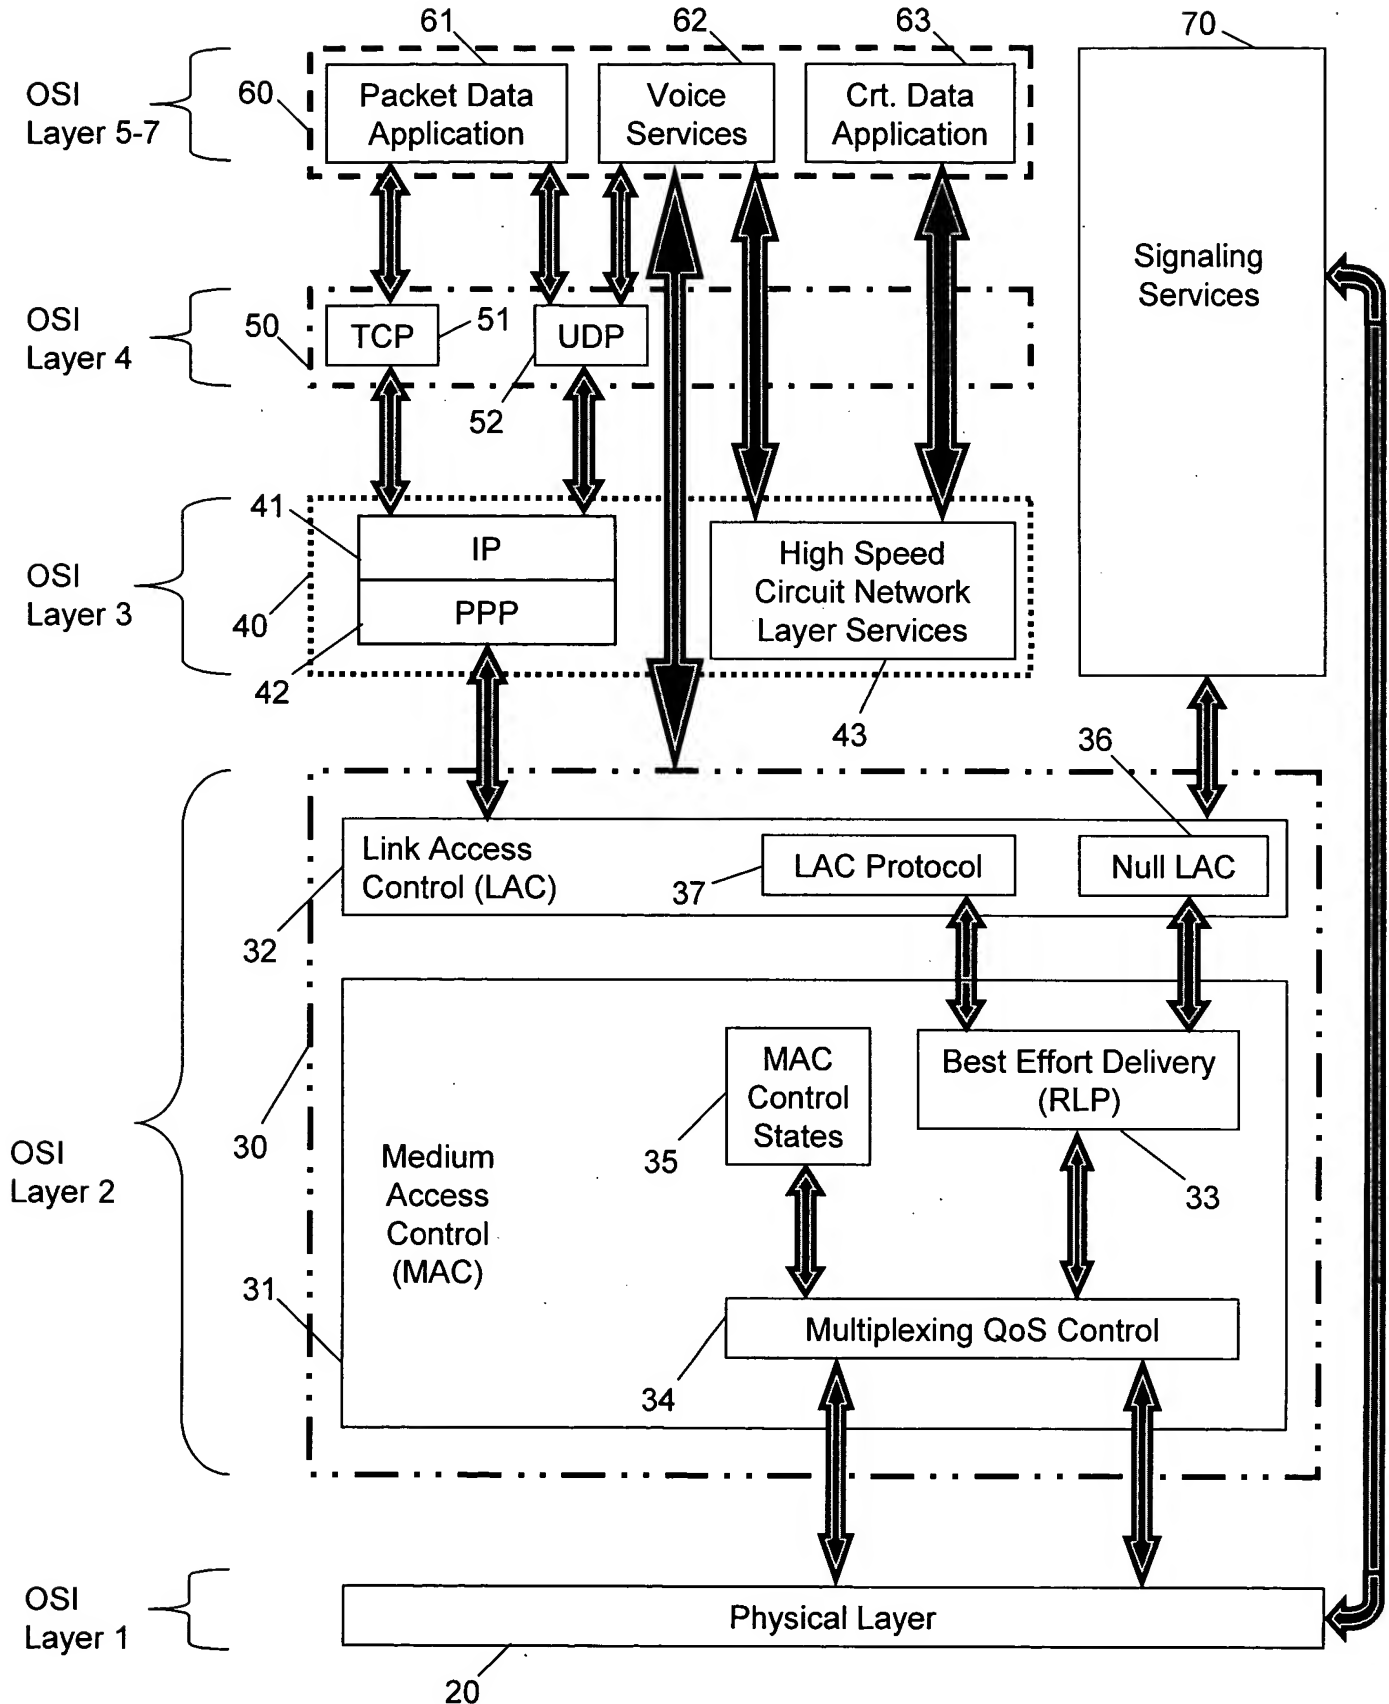 61
62
63
70
OSI
Layer 5-7
60
Packet Data
Application
Voice
Services
Crt. Data
Application
Signaling
Services
OSI
Layer 4
50
TCP
51
UDP
52
OSI
Layer 3
41
40
42
IP
PPP
High Speed
Circuit Network
Layer Services
43
36
Link Access
Control (LAC)
37
LAC Protocol
Null LAC
32
OSI
Layer 2
30
MAC
Control
States
35
Best Effort Delivery
(RLP)
33
Medium
Access
Control
(MAC)
31
Multiplexing QoS Control
34
OSI
Layer 1
Physical Layer
20